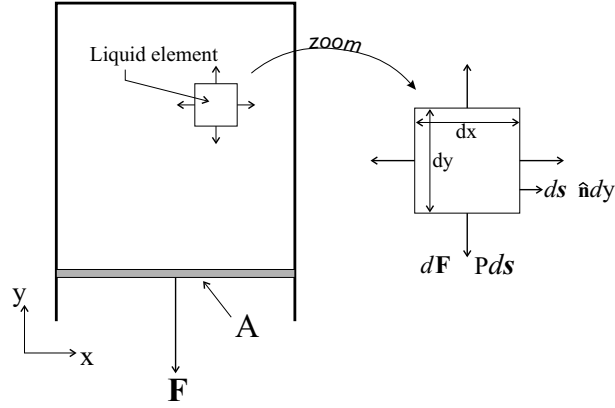 Liquid element
zoom
dx
dy
ds n̂dy
dF Pds
A
y
x
F